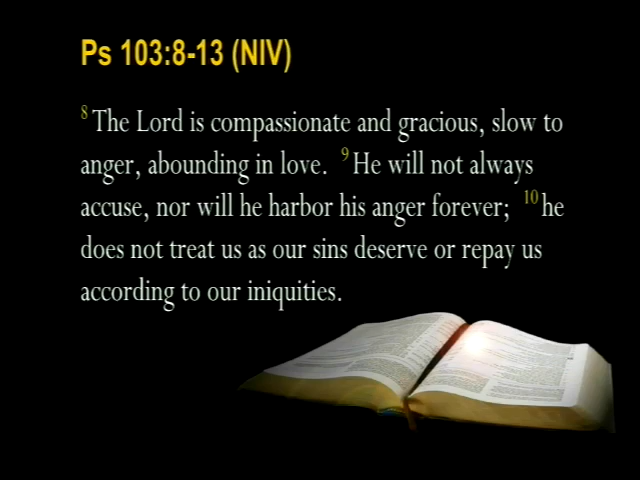 Ps 103:8-13 (NIV)
8 The Lord is compassionate and gracious, slow to
anger, abounding in love. 9 He will not always
accuse, nor will he harbor his anger forever; 10 he
does not treat us as our sins deserve or repay us
according to our iniquities.